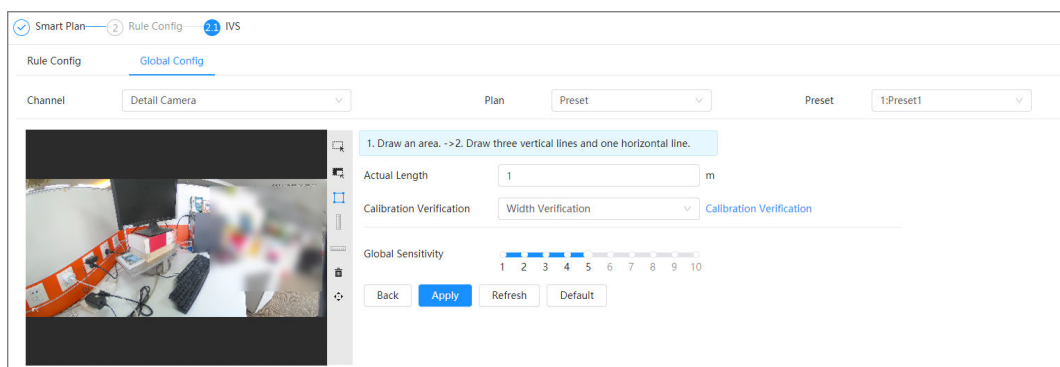 Smart Plan 2 Rule Config 2.1 IVS
Rule Config Global Config
Channel Detail Camera Plan Preset Preset 1:Preset1
1. Draw an area. ->2. Draw three vertical lines and one horizontal line.
Actual Length 1 m
Calibration Verification Width Verification Calibration Verification
Global Sensitivity
1 2 3 4 5 6 7 8 9 10
Back Apply Refresh Default